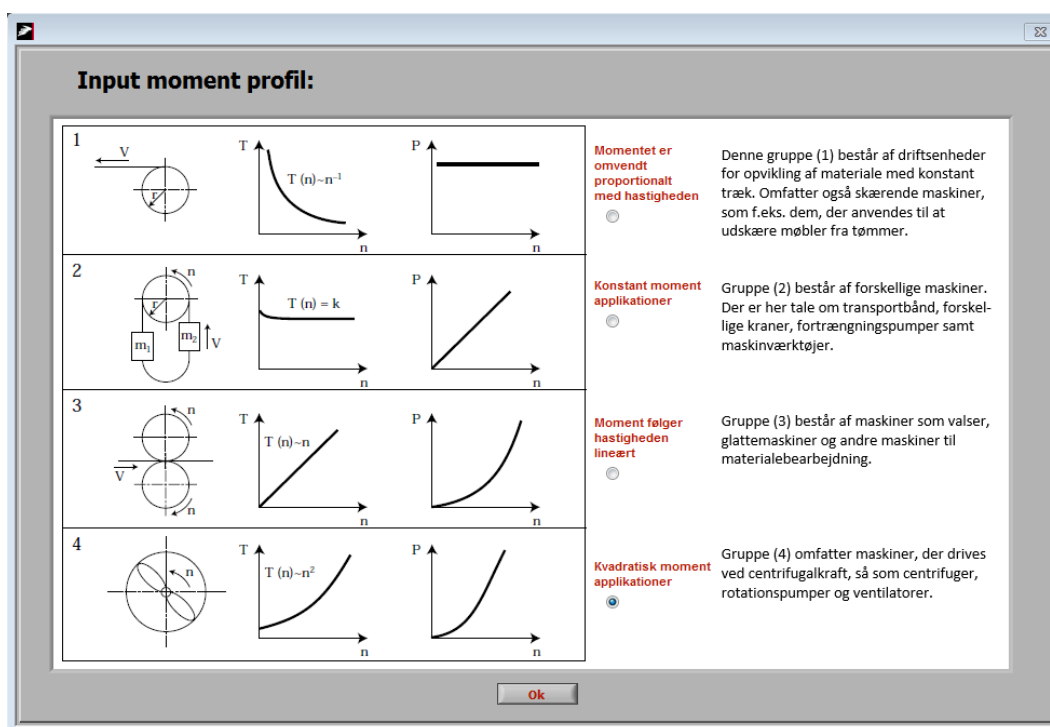 Input moment profil:
1
V
r
T
T (n)~n⁻¹
n
P
n
Momentet er
omvendt
proportionalt
med hastigheden
Denne gruppe (1) består af driftsenheder
for opvikling af materiale med konstant
træk. Omfatter også skærende maskiner,
som f.eks. dem, der anvendes til at
udskære møbler fra tømmer.
2
n
r
m₁
m₂
V
T
T (n) = k
n
P
n
Konstant moment
applikationer
Gruppe (2) består af forskellige maskiner.
Der er her tale om transportbånd, forskel-
lige kraner, fortrængningspumper samt
maskinværktøjer.
3
n
V
n
T
T (n)~n
n
P
n
Moment følger
hastigheden
lineært
Gruppe (3) består af maskiner som valser,
glattemaskiner og andre maskiner til
materialebearbejdning.
4
n
T
T (n)~n²
n
P
n
Kvadratisk moment
applikationer
Gruppe (4) omfatter maskiner, der drives
ved centrifugalkraft, så som centrifuger,
rotationspumper og ventilatorer.
Ok